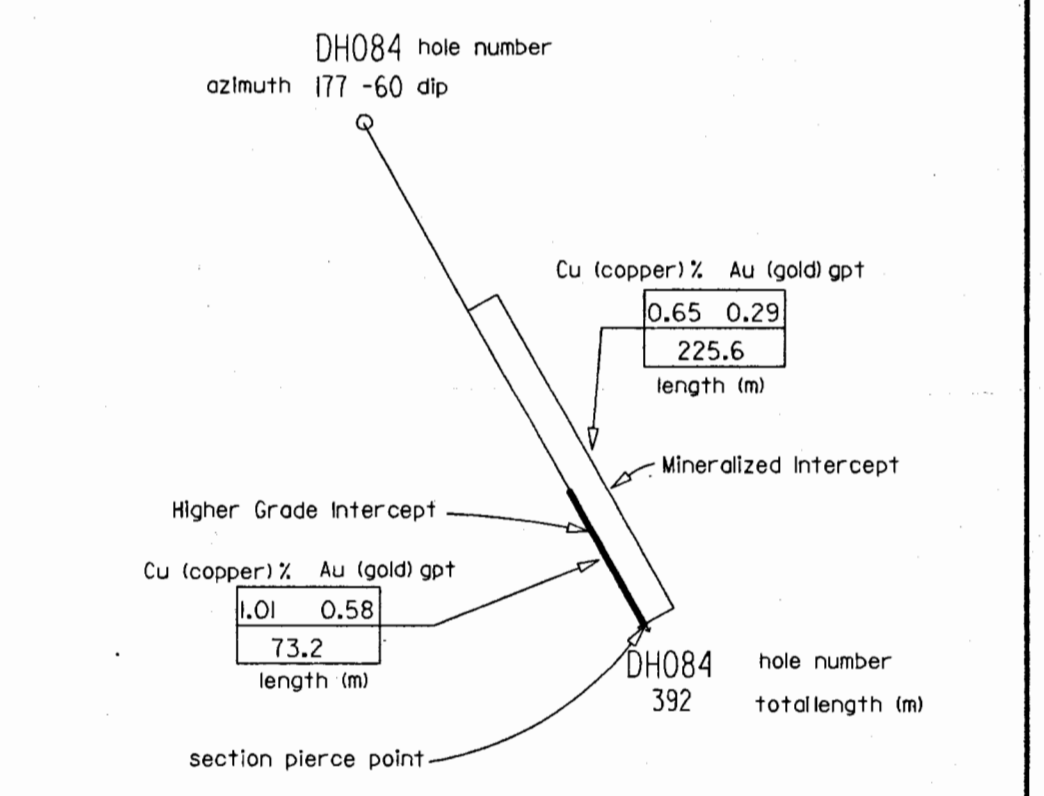 DH084 hole number
azimuth 177 -60 dip
Cu (copper) % Au (gold) gpt
0.65 0.29
225.6
length (m)
Mineralized Intercept
Higher Grade Intercept
Cu (copper) % Au (gold) gpt
1.01 0.58
73.2
length (m)
DH084 hole number
392 total length (m)
section pierce point